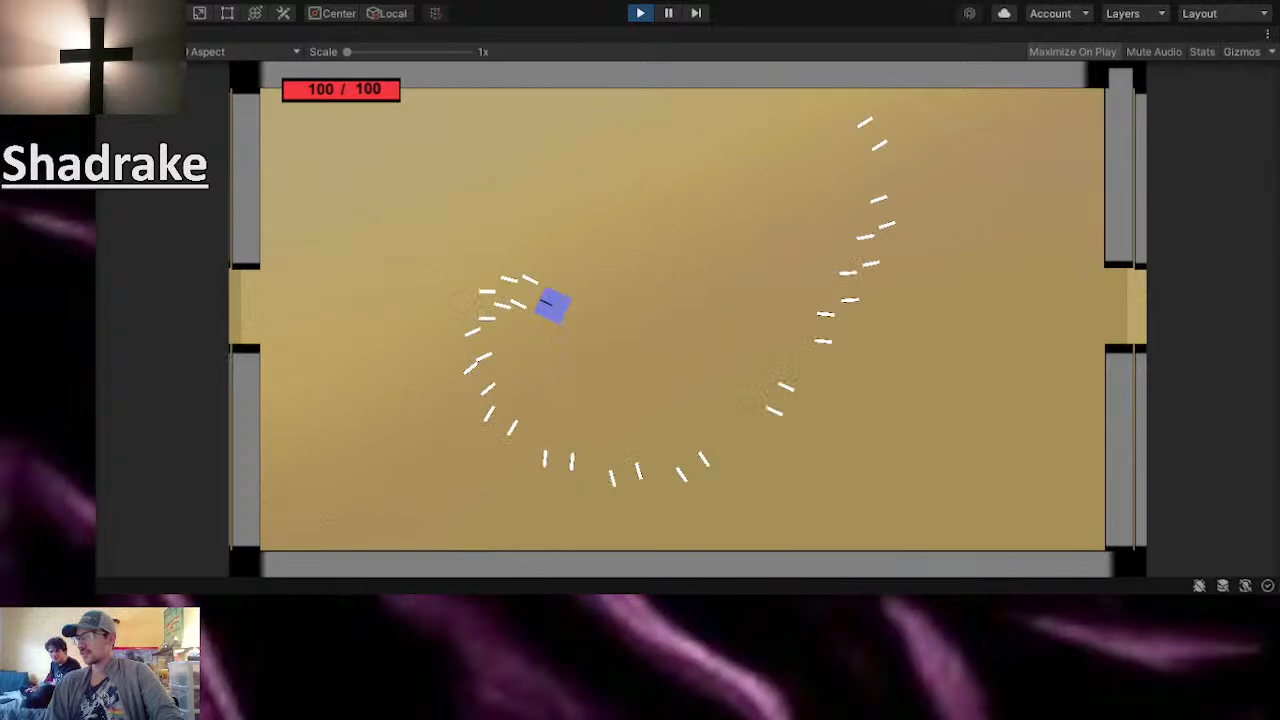 Center
Local
Account
Layers
Layout
Aspect
Scale
1x
Maximize On Play
Mute Audio
Stats
Gizmos
100 / 100
Shadrake